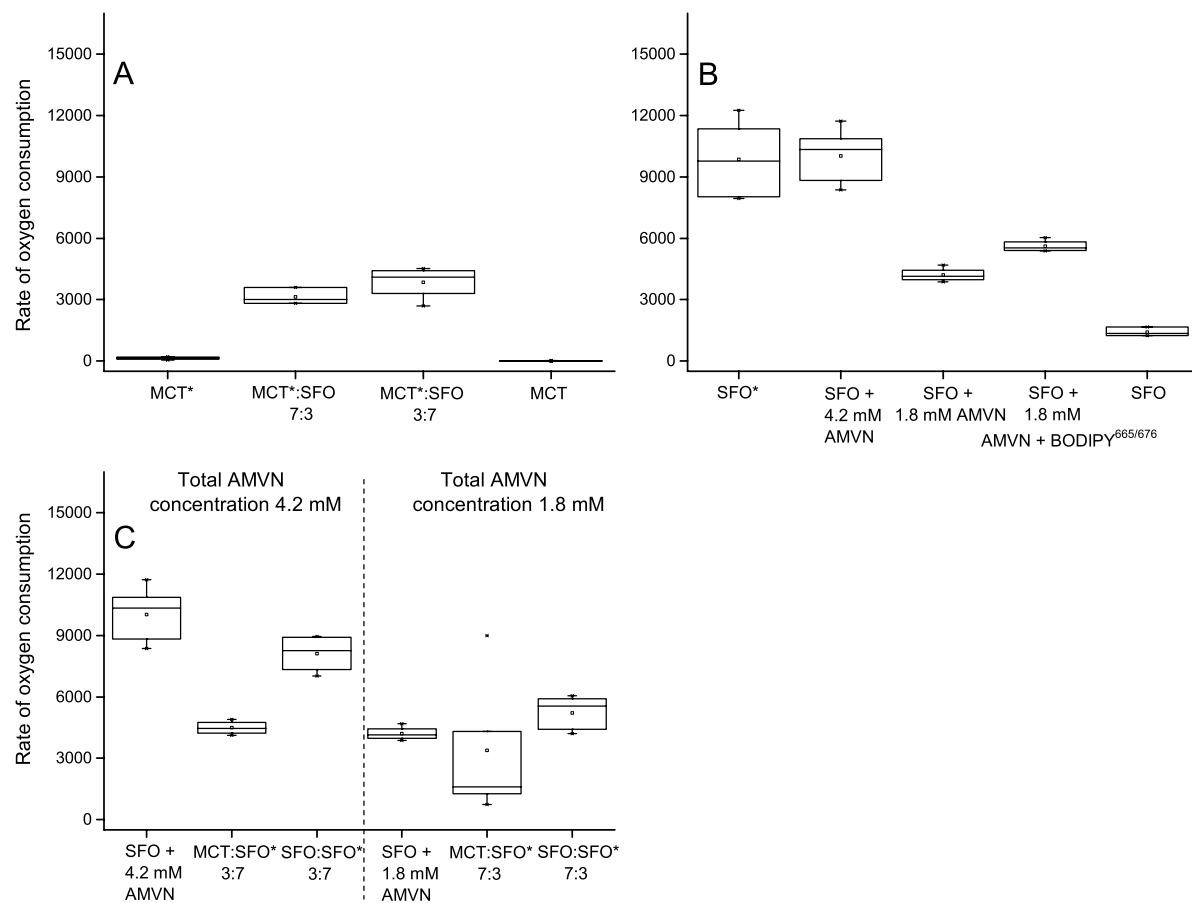 A
Rate of oxygen consumption
15000
12000
9000
6000
3000
0
MCT*
MCT*:SFO
7:3
MCT*:SFO
3:7
MCT
B
15000
12000
9000
6000
3000
0
SFO*
SFO +
4.2 mM
AMVN
SFO +
1.8 mM AMVN
SFO +
1.8 mM
AMVN + BODIPY665/676
SFO
Total AMVN
concentration 4.2 mM
Total AMVN
concentration 1.8 mM
C
Rate of oxygen consumption
15000
12000
9000
6000
3000
0
SFO +
4.2 mM
AMVN
MCT:SFO*
3:7
SFO:SFO*
3:7
SFO +
1.8 mM
AMVN
MCT:SFO*
7:3
SFO:SFO*
7:3